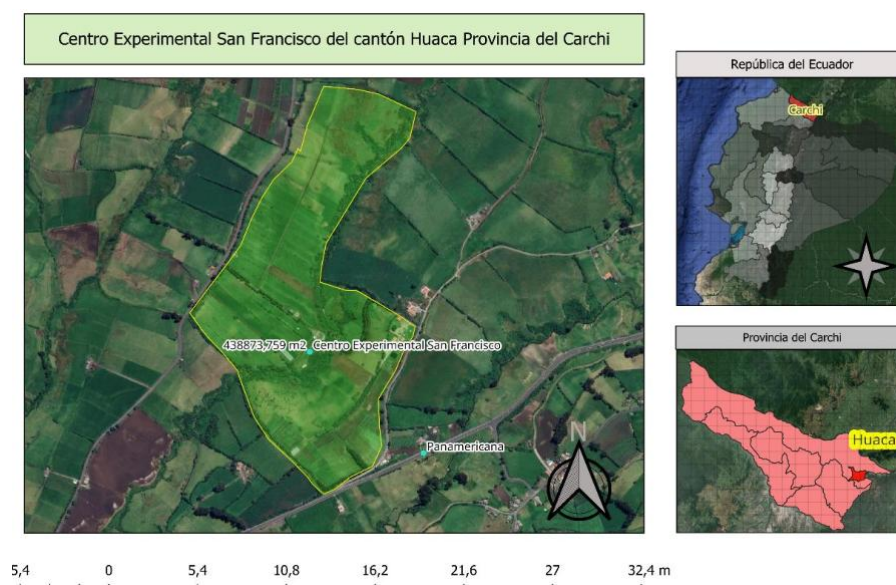 Centro Experimental San Francisco del cantón Huaca Provincia del Carchi
República del Ecuador
Carchi
438873,759 m2 Centro Experimental San Francisco
Panamericana
N
Provincia del Carchi
Huaca
5,4 0 5,4 10,8 16,2 21,6 27 32,4 m